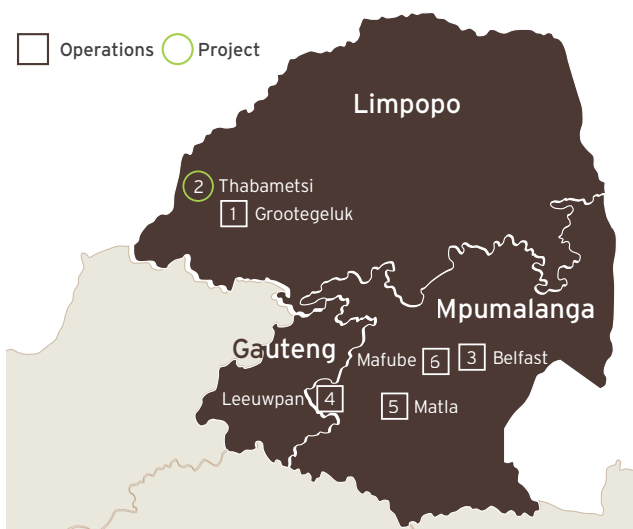 Operations Project
Limpopo
2 Thabametsi
1 Grootegeluk
Mpumalanga
Gauteng
Mafube 6 3 Belfast
Leeuwpan 4
5 Matla